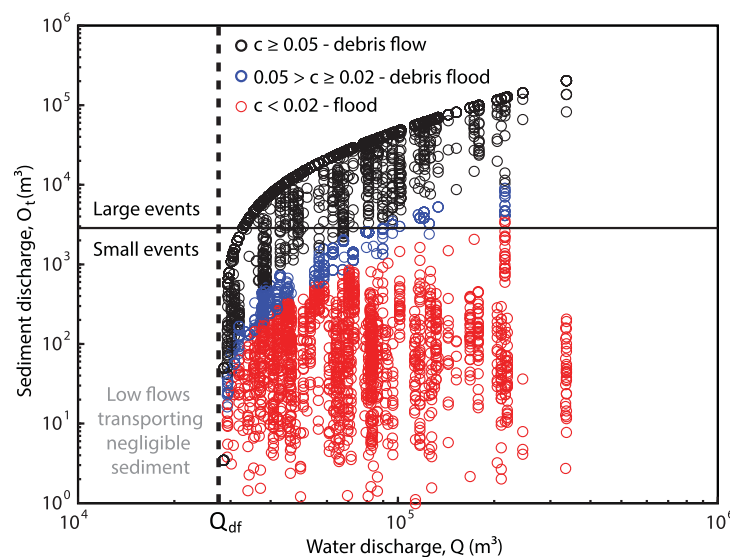 10⁶
10⁵
10⁴
10³
10²
10¹
10⁰
Sediment discharge, Oₜ (m³)
c ≥ 0.05 - debris flow
0.05 > c ≥ 0.02 - debris flood
c < 0.02 - flood
Large events
Small events
Low flows
transporting
negligible
sediment
10⁴
Q_df
10⁵
10⁶
Water discharge, Q (m³)